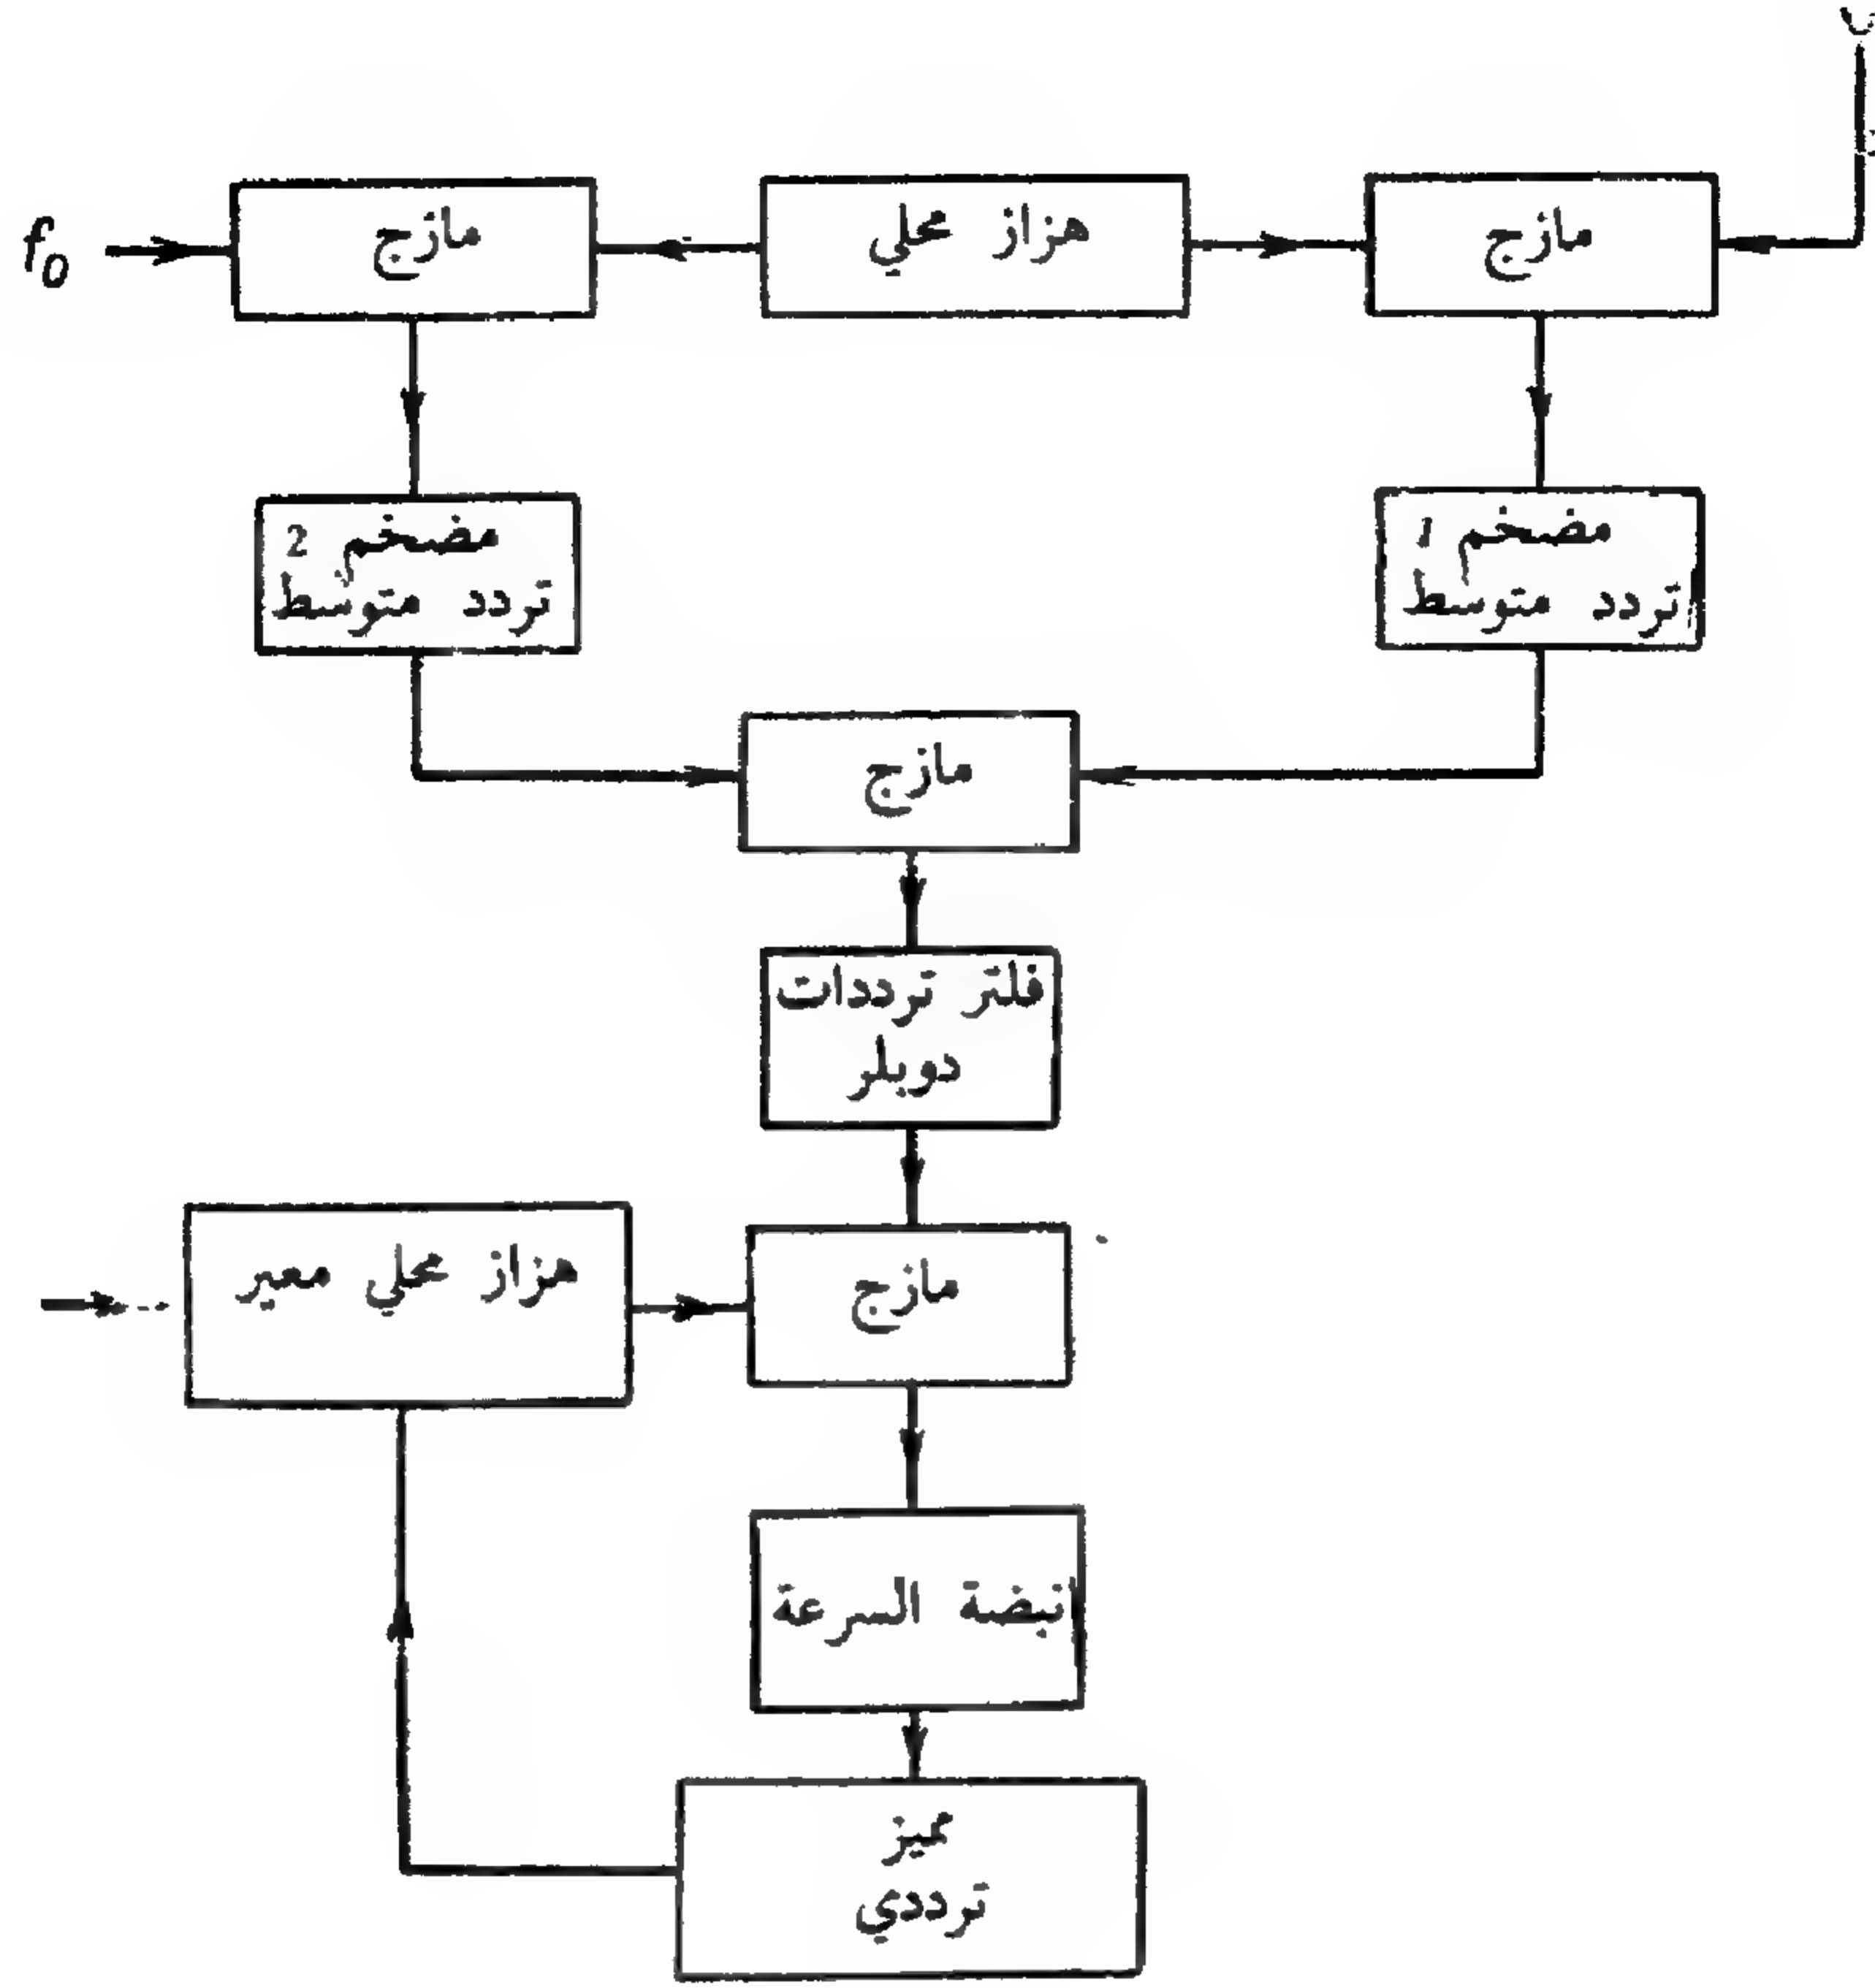 مازج
هزاز محلي
مازج
f₀
مضخم 1
تردد متوسط
مضخم 2
تردد متوسط
مازج
فلتر ترددات
دوبلر
مازج
هزاز محلي معير
نبضة السرعة
مميز
ترددي